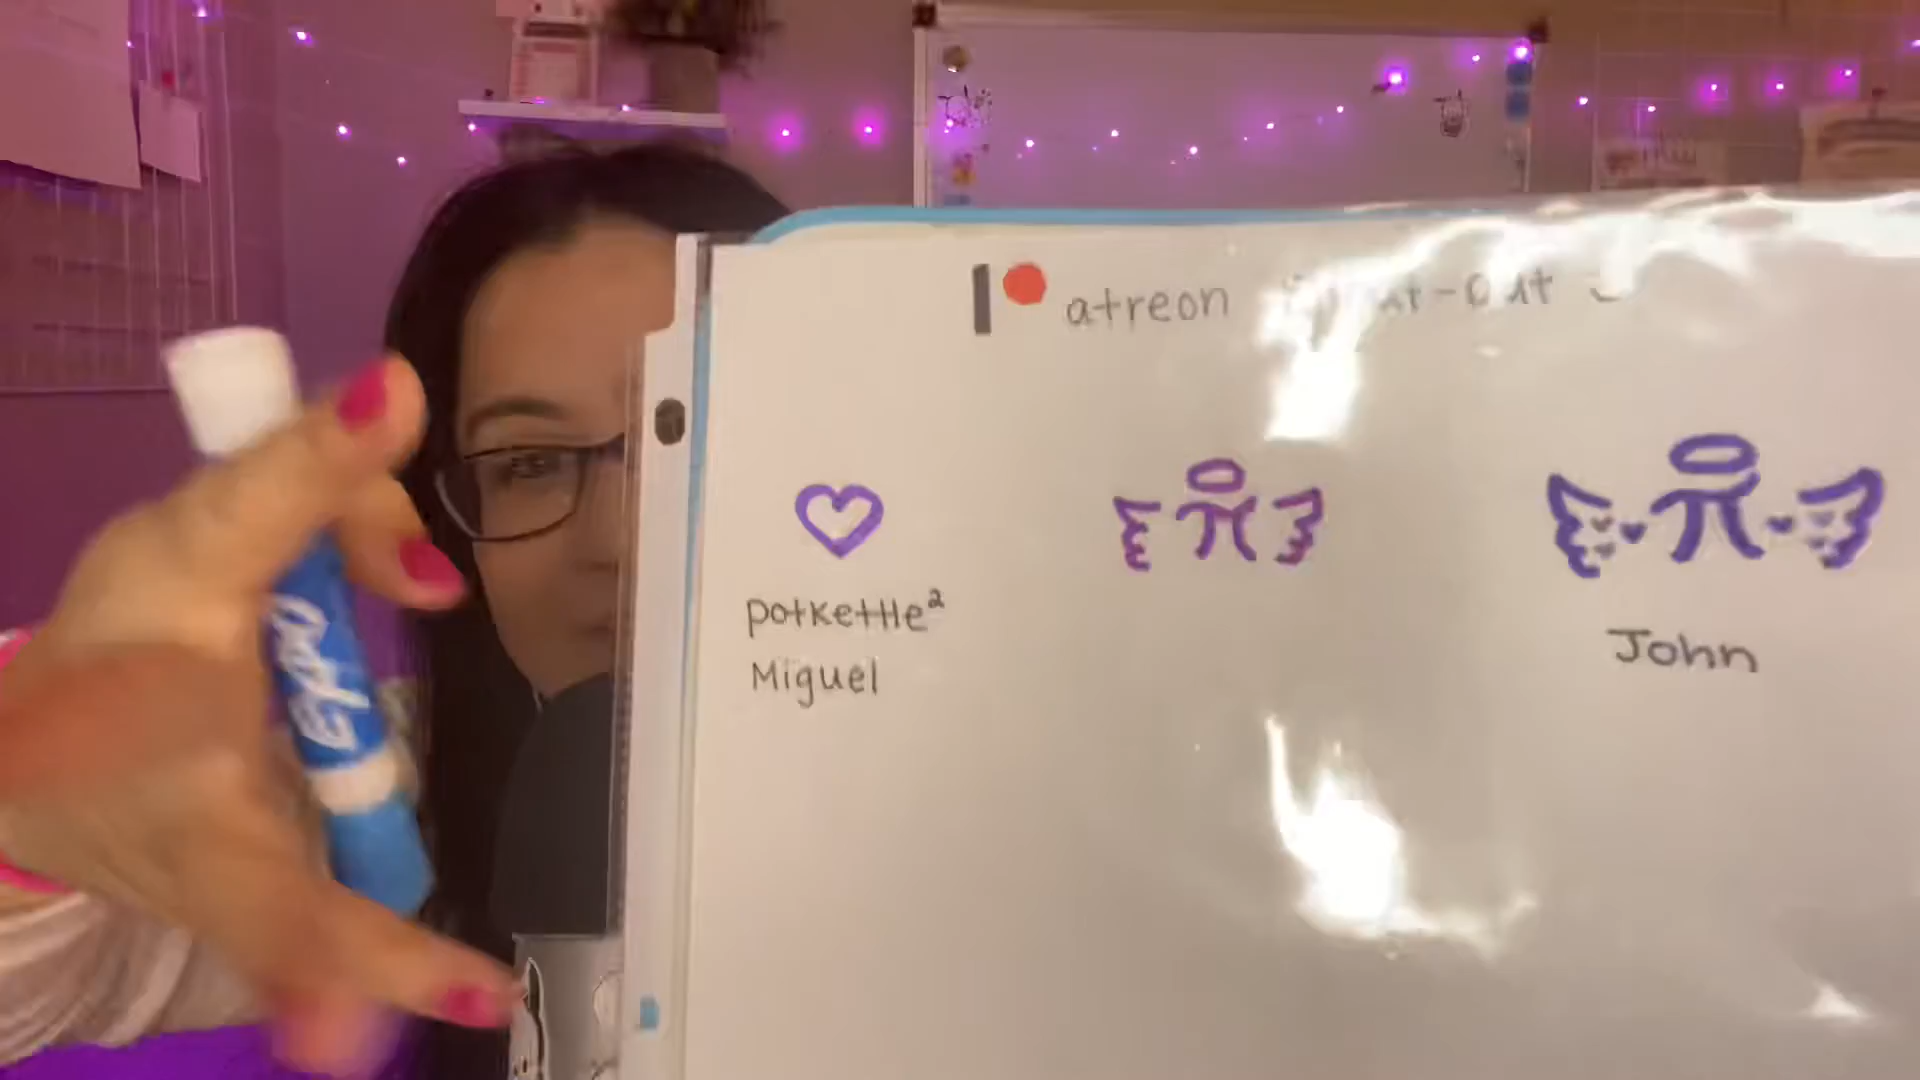 atreon
potkettle²
Miguel
π
π
John
Expo